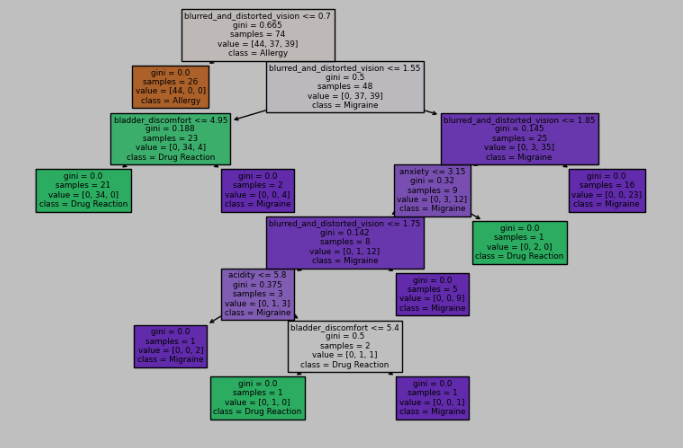 blurred_and_distorted_vision <= 0.7
gini = 0.665
samples = 74
value = [44, 37, 39]
class = Allergy
gini = 0.0
samples = 26
value = [44, 0, 0]
class = Allergy
blurred_and_distorted_vision <= 1.55
gini = 0.5
samples = 48
value = [0, 37, 39]
class = Migraine
bladder_discomfort <= 4.95
gini = 0.188
samples = 23
value = [0, 34, 4]
class = Drug Reaction
blurred_and_distorted_vision <= 1.85
gini = 0.145
samples = 25
value = [0, 3, 35]
class = Migraine
gini = 0.0
samples = 21
value = [0, 34, 0]
class = Drug Reaction
gini = 0.0
samples = 2
value = [0, 0, 4]
class = Migraine
anxiety <= 3.15
gini = 0.32
samples = 9
value = [0, 3, 12]
class = Migraine
gini = 0.0
samples = 16
value = [0, 0, 23]
class = Migraine
blurred_and_distorted_vision <= 1.75
gini = 0.142
samples = 8
value = [0, 1, 12]
class = Migraine
gini = 0.0
samples = 1
value = [0, 2, 0]
class = Drug Reaction
acidity <= 5.8
gini = 0.375
samples = 3
value = [0, 1, 3]
class = Migraine
gini = 0.0
samples = 5
value = [0, 0, 9]
class = Migraine
gini = 0.0
samples = 1
value = [0, 0, 2]
class = Migraine
bladder_discomfort <= 5.4
gini = 0.5
samples = 2
value = [0, 1, 1]
class = Drug Reaction
gini = 0.0
samples = 1
value = [0, 1, 0]
class = Drug Reaction
gini = 0.0
samples = 1
value = [0, 0, 1]
class = Migraine